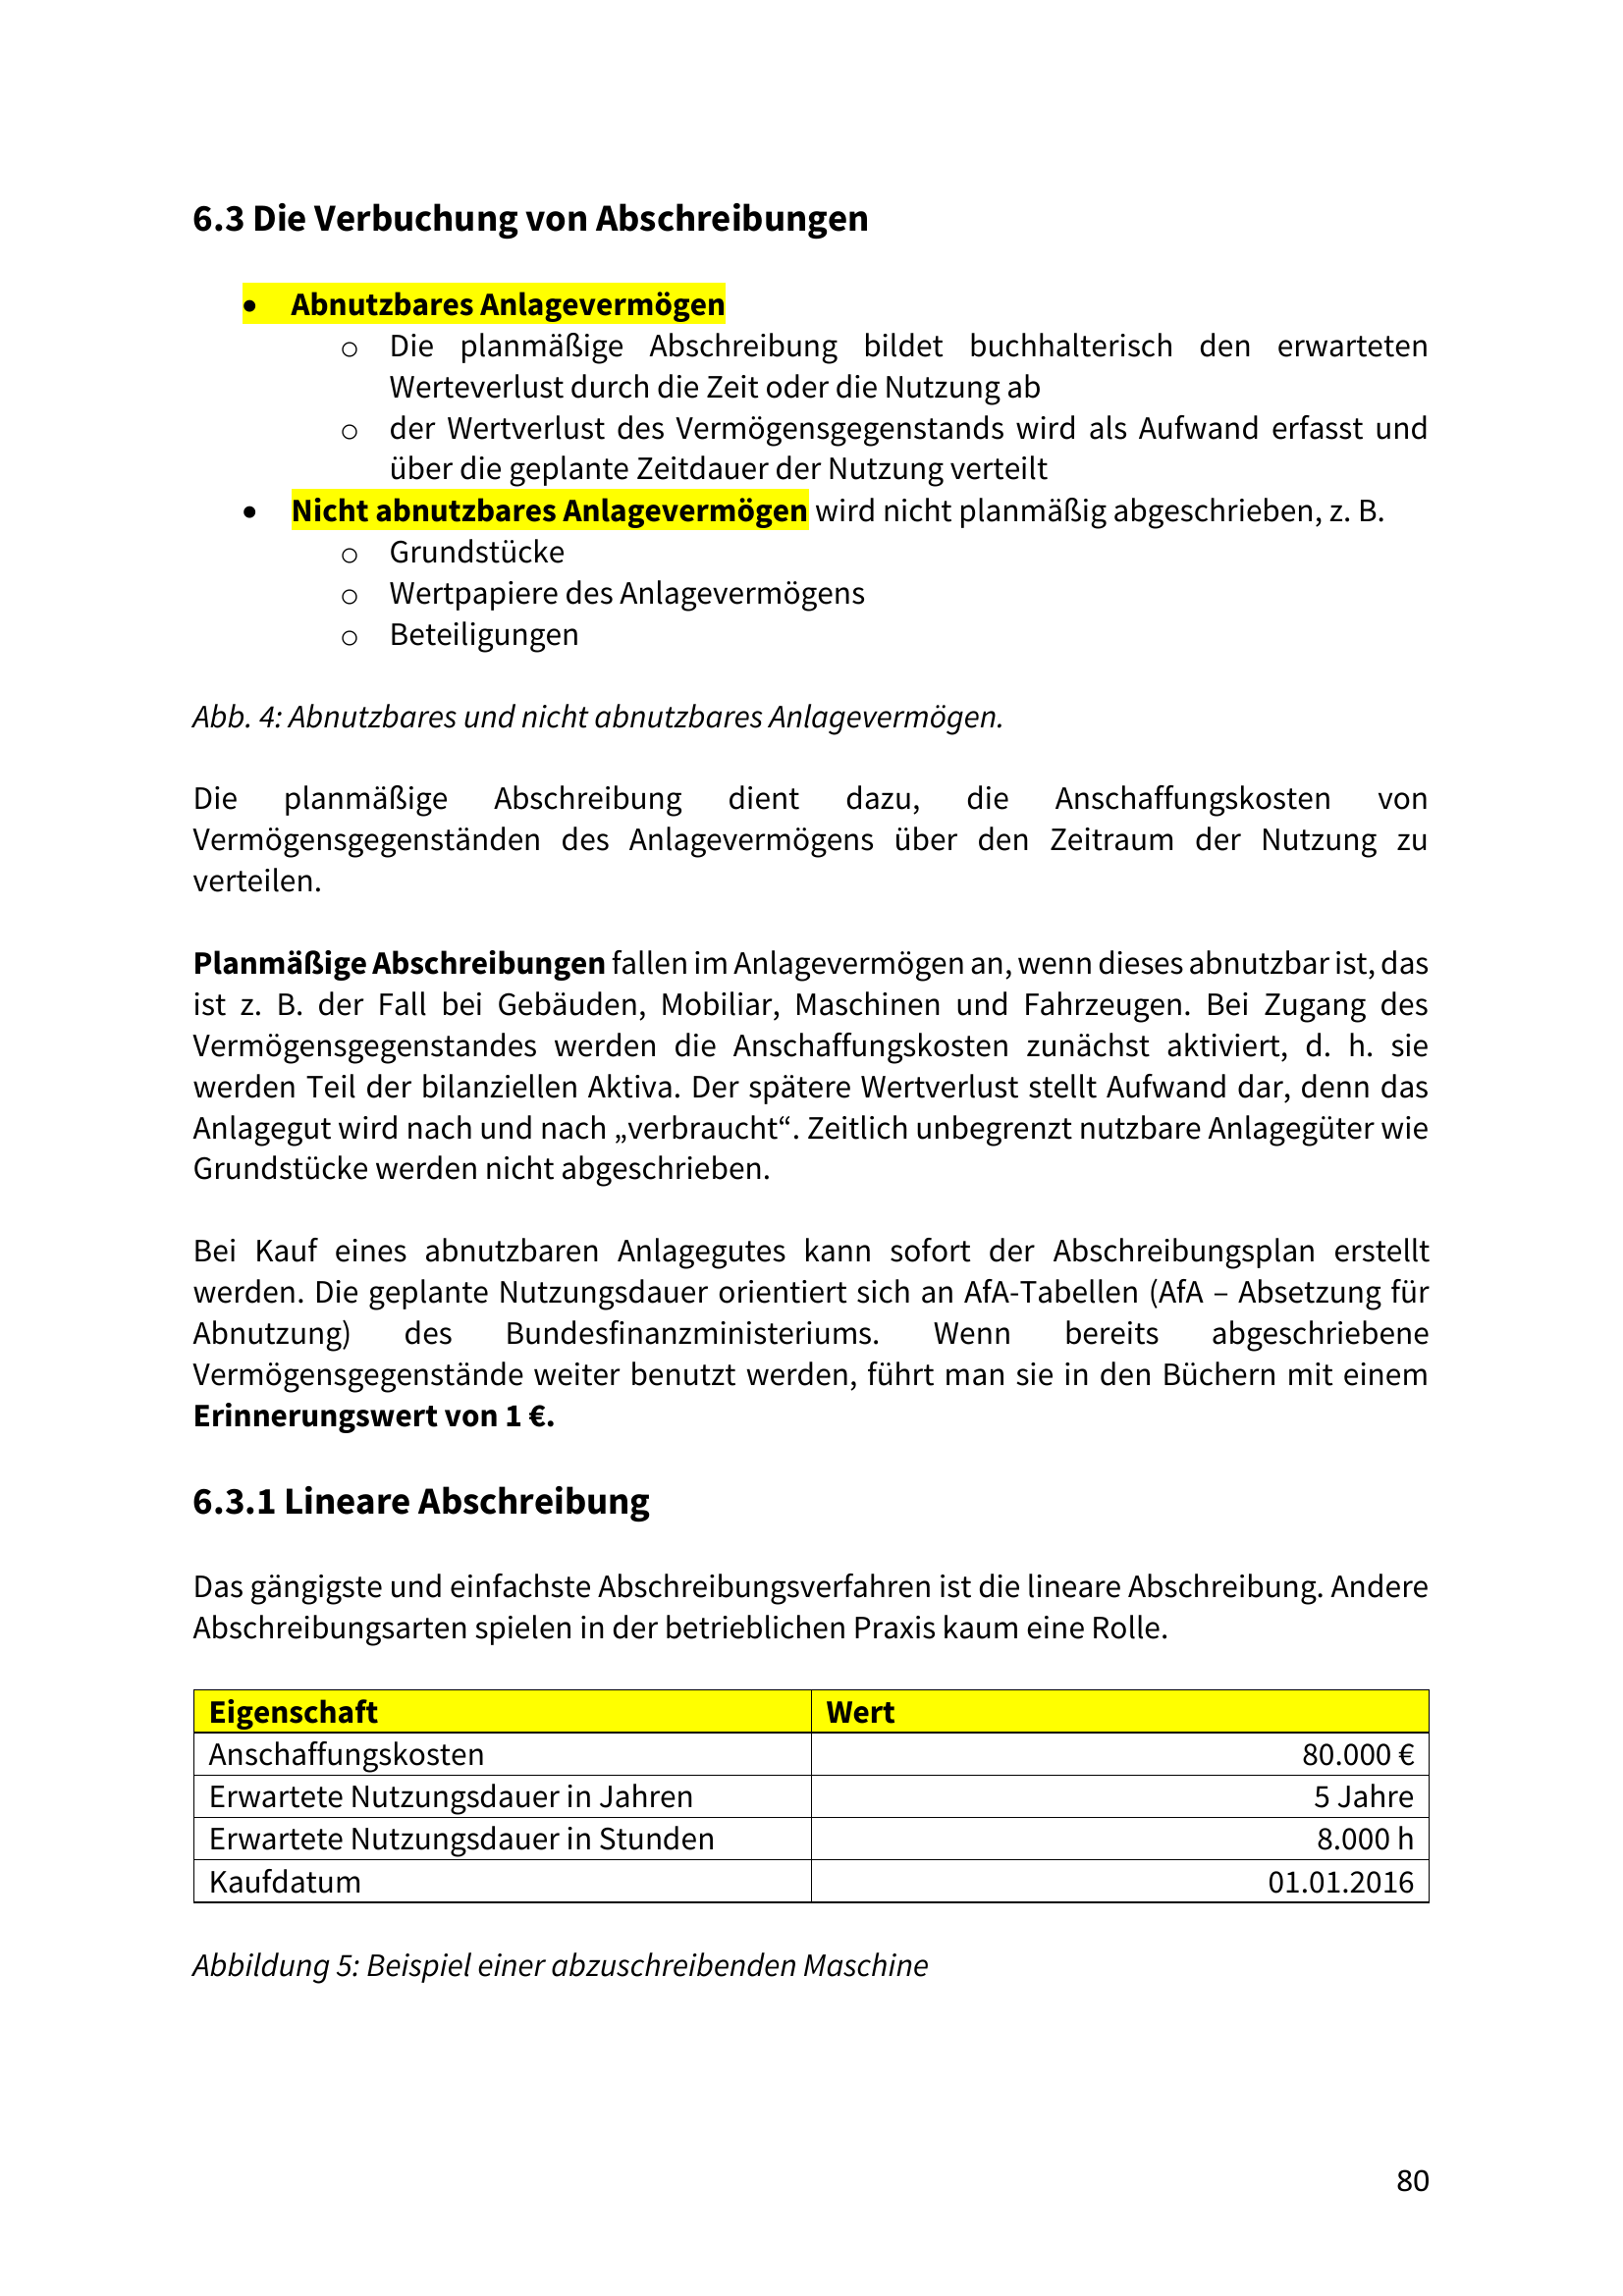 6.3 Die Verbuchung von Abschreibungen
• Abnutzbares Anlagevermögen
o Die planmäßige Abschreibung bildet buchhalterisch den erwarteten
Werteverlust durch die Zeit oder die Nutzung ab
o der Wertverlust des Vermögensgegenstands wird als Aufwand erfasst und
über die geplante Zeitdauer der Nutzung verteilt
• Nicht abnutzbares Anlagevermögen wird nicht planmäßig abgeschrieben, z. B.
o Grundstücke
o Wertpapiere des Anlagevermögens
o Beteiligungen
Abb. 4: Abnutzbares und nicht abnutzbares Anlagevermögen.
Die planmäßige Abschreibung dient dazu, die Anschaffungskosten von
Vermögensgegenständen des Anlagevermögens über den Zeitraum der Nutzung zu
verteilen.
Planmäßige Abschreibungen fallen im Anlagevermögen an, wenn dieses abnutzbar ist, das
ist z. B. der Fall bei Gebäuden, Mobiliar, Maschinen und Fahrzeugen. Bei Zugang des
Vermögensgegenstandes werden die Anschaffungskosten zunächst aktiviert, d. h. sie
werden Teil der bilanziellen Aktiva. Der spätere Wertverlust stellt Aufwand dar, denn das
Anlagegut wird nach und nach „verbraucht“. Zeitlich unbegrenzt nutzbare Anlagegüter wie
Grundstücke werden nicht abgeschrieben.
Bei Kauf eines abnutzbaren Anlagegutes kann sofort der Abschreibungsplan erstellt
werden. Die geplante Nutzungsdauer orientiert sich an AfA-Tabellen (AfA – Absetzung für
Abnutzung) des Bundesfinanzministeriums. Wenn bereits abgeschriebene
Vermögensgegenstände weiter benutzt werden, führt man sie in den Büchern mit einem
Erinnerungswert von 1 €.
6.3.1 Lineare Abschreibung
Das gängigste und einfachste Abschreibungsverfahren ist die lineare Abschreibung. Andere
Abschreibungsarten spielen in der betrieblichen Praxis kaum eine Rolle.
Eigenschaft Wert
Anschaffungskosten 80.000 €
Erwartete Nutzungsdauer in Jahren 5 Jahre
Erwartete Nutzungsdauer in Stunden 8.000 h
Kaufdatum 01.01.2016
Abbildung 5: Beispiel einer abzuschreibenden Maschine
80